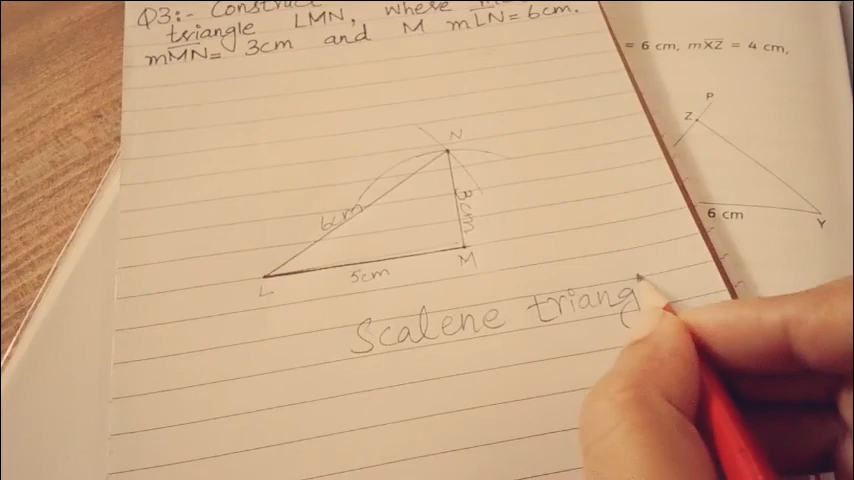 Q3:- Construct
triangle LMN, where
mMN= 3cm and M mLN= 6cm.
= 6 cm, mXZ = 4 cm,
P
Z
6 cm
Y
N
6cm
3cm
L
5cm
M
Scalene triang